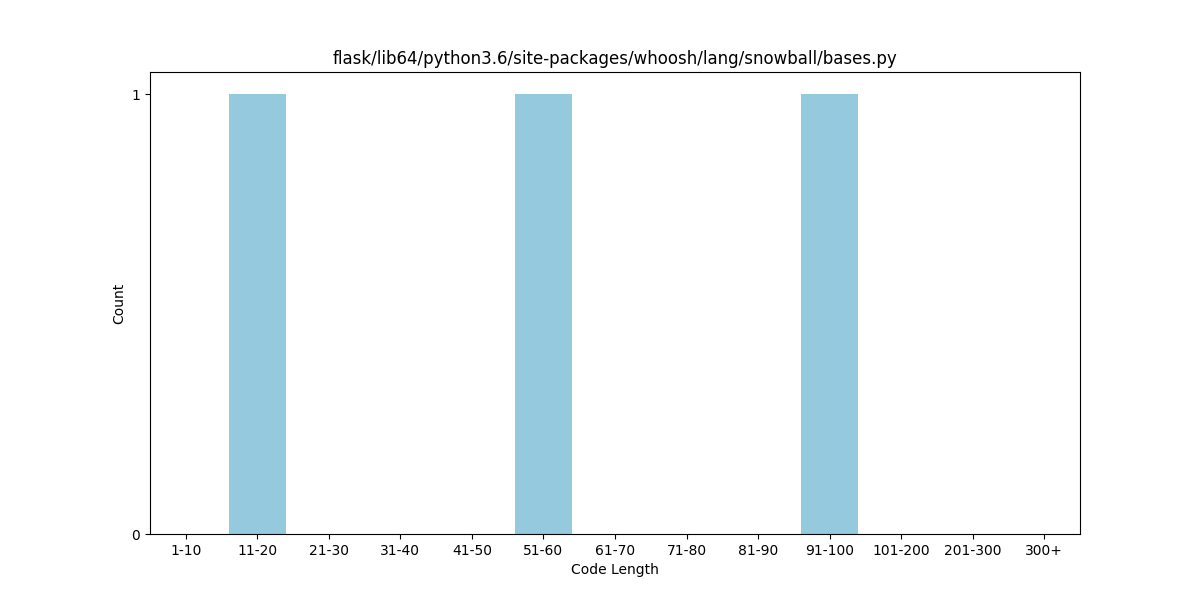 flask/lib64/python3.6/site-packages/whoosh/lang/snowball/bases.py
1
Count
0
1-10 11-20 21-30 31-40 41-50 51-60 61-70 71-80 81-90 91-100 101-200 201-300 300+
Code Length